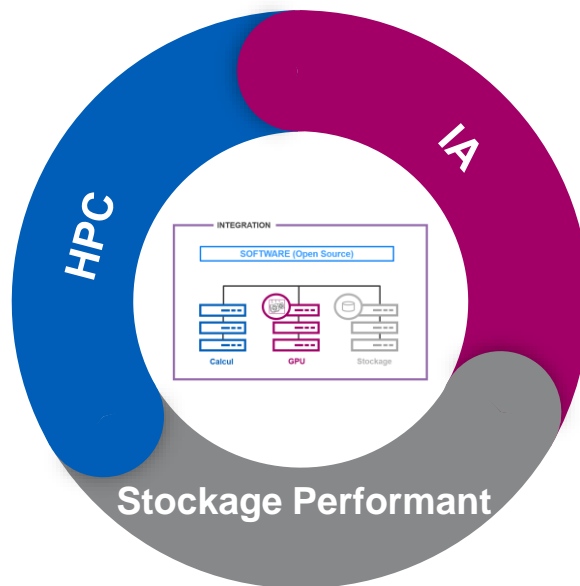 IA
HPC
INTEGRATION
SOFTWARE (Open Source)
Calcul GPU Stockage
Stockage Performant